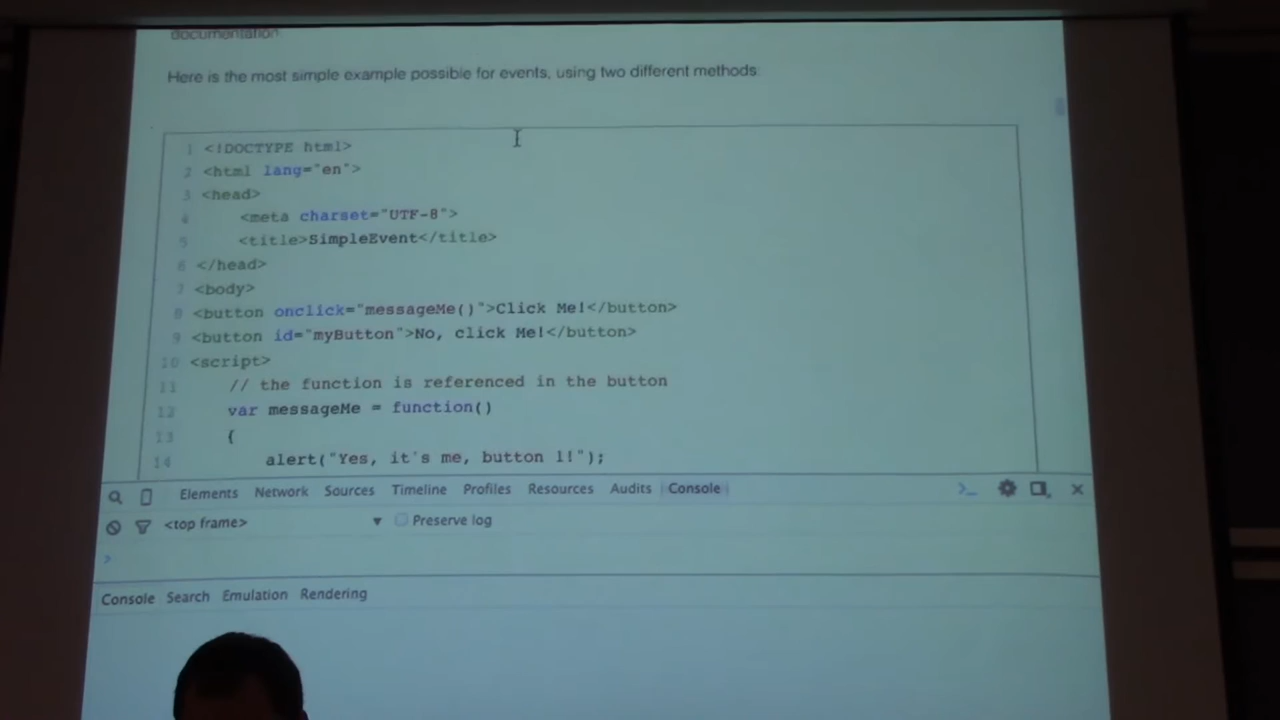 documentation
Here is the most simple example possible for events, using two different methods:
1 <!DOCTYPE html>
2 <html lang="en">
3 <head>
4 <meta charset="UTF-8">
5 <title>SimpleEvent</title>
6 </head>
7 <body>
8 <button onclick="messageMe()">Click Me!</button>
9 <button id="myButton">No, click Me!</button>
10 <script>
11 // the function is referenced in the button
12 var messageMe = function()
13 {
14 alert("Yes, it's me, button 1!");
Elements Network Sources Timeline Profiles Resources Audits Console
<top frame> ▼ Preserve log
>
Console Search Emulation Rendering